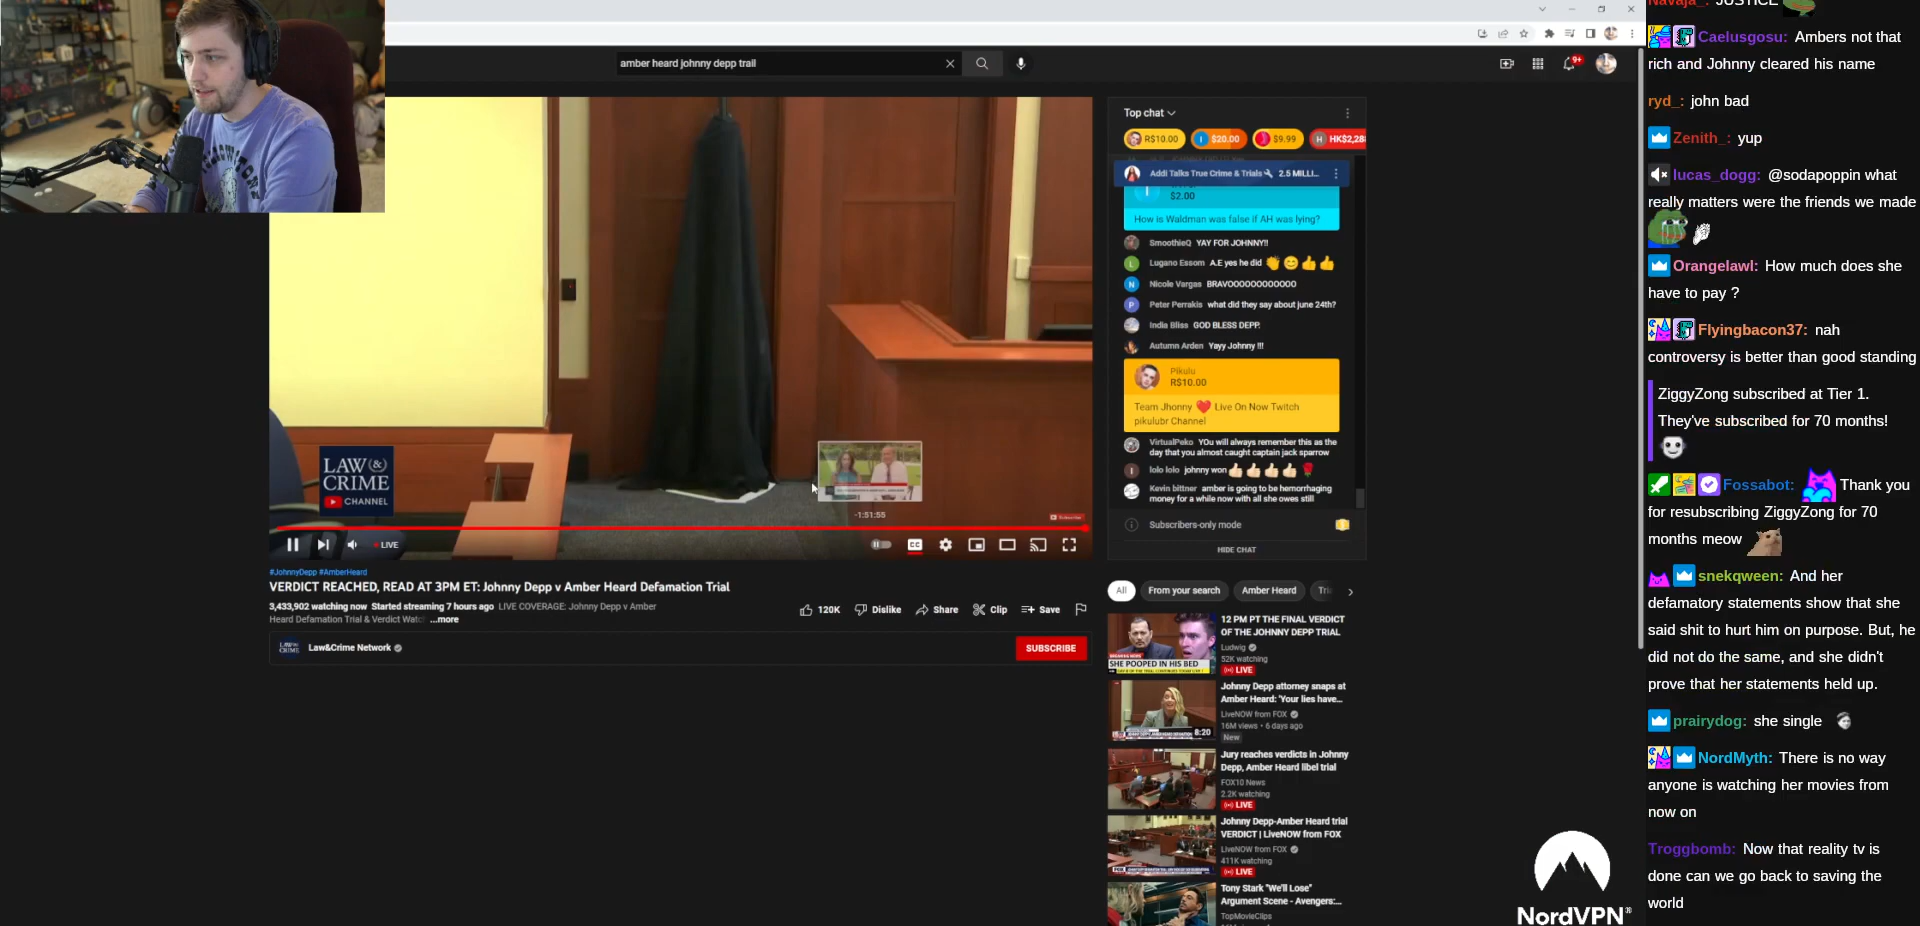 amber heard johnny depp trail
9+
LAW &
CRIME
CHANNEL
-1:51:55
LIVE
CC
#JohnnyDepp #AmberHeard
VERDICT REACHED, READ AT 3PM ET: Johnny Depp v Amber Heard Defamation Trial
3,433,902 watching now Started streaming 7 hours ago LIVE COVERAGE: Johnny Depp v Amber
Heard Defamation Trial & Verdict Watc ...more
120K
Dislike
Share
Clip
Save
Law&Crime Network
SUBSCRIBE
Top chat
R$10.00
$20.00
$9.99
HK$2,28
Addi Talks True Crime & Trials 2.5 MILLI...
$2.00
How is Waldman was false if AH was lying?
SmoothieQ YAY FOR JOHNNY!!
Lugano Essom A.E yes he did
Nicole Vargas BRAVOOOOOOOOOOO
Peter Perrakis what did they say about june 24th?
India Bliss GOD BLESS DEPP.
Autumn Arden Yayy Johnny !!!
Pikulu
R$10.00
Team Jhonny ❤️ Live On Now Twitch
pikulubr Channel
VirtualPeko YOu will always remember this as the
day that you almost caught captain jack sparrow
lolo lolo johnny won
Kevin bittner amber is going to be hemorrhaging
money for a while now with all she owes still
Subscribers-only mode
HIDE CHAT
All
From your search
Amber Heard
Tri
12 PM PT THE FINAL VERDICT
OF THE JOHNNY DEPP TRIAL
Ludwig
52K watching
LIVE
SHE POOPED IN HIS BED
Johnny Depp attorney snaps at
Amber Heard: 'Your lies have...
LiveNOW from FOX
16M views • 6 days ago
New
8:20
Jury reaches verdicts in Johnny
Depp, Amber Heard libel trial
FOX10 News
2.2K watching
LIVE
Johnny Depp-Amber Heard trial
VERDICT | LiveNOW from FOX
LiveNOW from FOX
411K watching
LIVE
Tony Stark "We'll Lose"
Argument Scene - Avengers:...
TopMovieClips
NordVPN®
Navaja_: JUSTICE
Caelusgosu: Ambers not that
rich and Johnny cleared his name
ryd_: john bad
Zenith_: yup
lucas_dogg: @sodapoppin what
really matters were the friends we made
Orangelawl: How much does she
have to pay ?
Flyingbacon37: nah
controversy is better than good standing
ZiggyZong subscribed at Tier 1.
They've subscribed for 70 months!
Fossabot: Thank you
for resubscribing ZiggyZong for 70
months meow
snekqween: And her
defamatory statements show that she
said shit to hurt him on purpose. But, he
did not do the same, and she didn't
prove that her statements held up.
prairydog: she single
NordMyth: There is no way
anyone is watching her movies from
now on
Troggbomb: Now that reality tv is
done can we go back to saving the
world